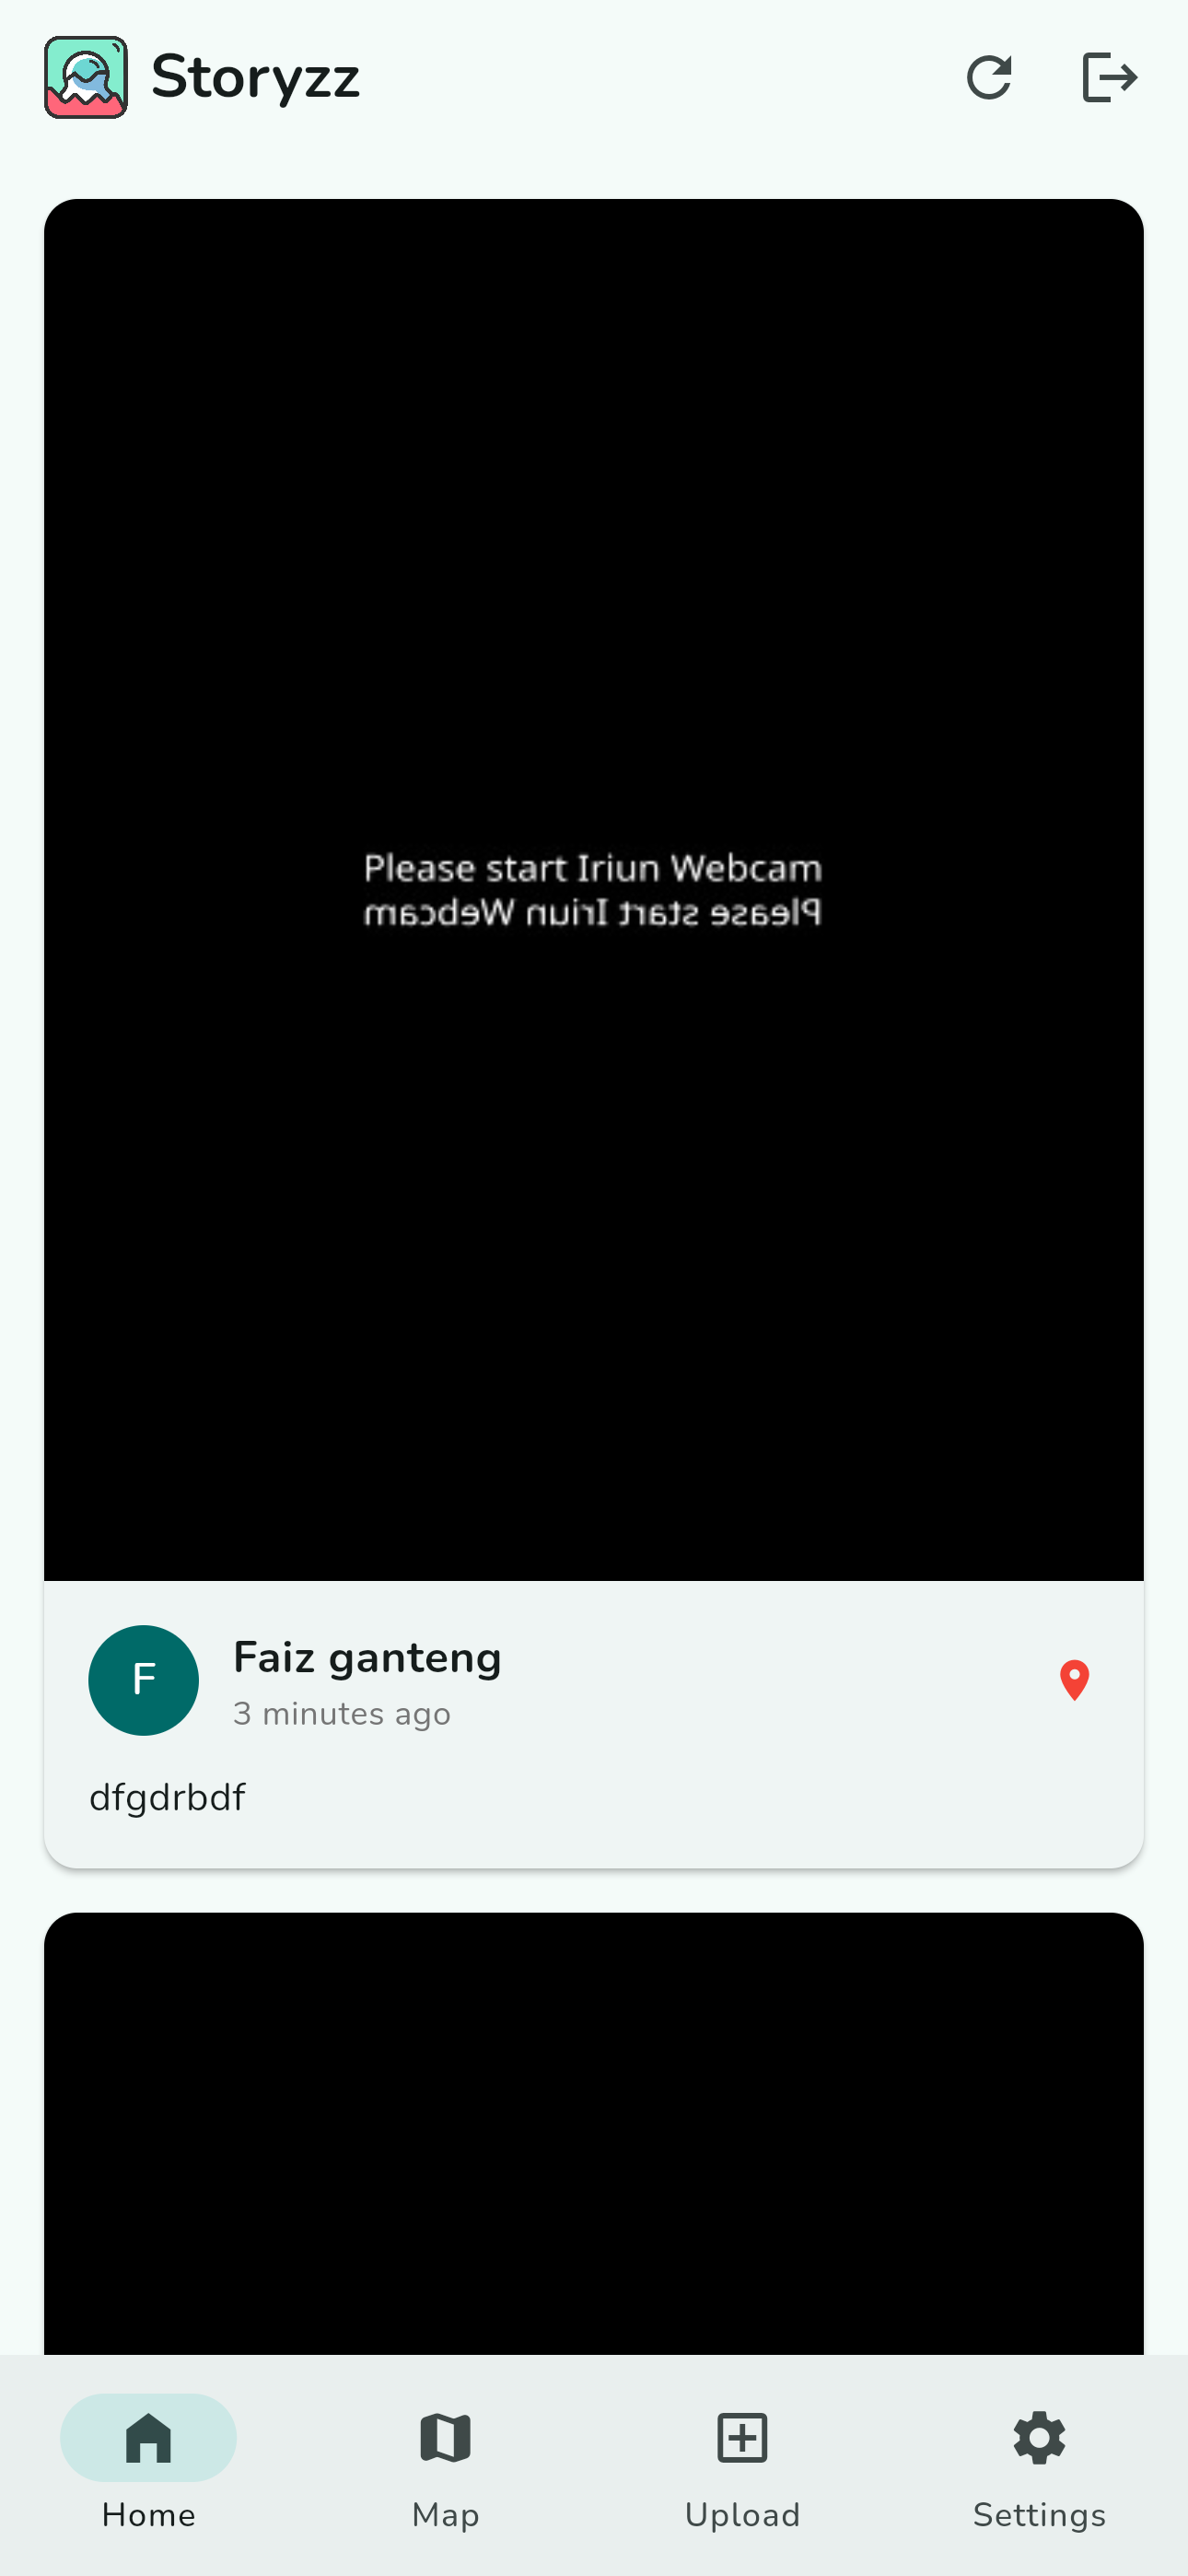 Storyzz
Please start Iriun Webcam
Please start Iriun Webcam
F
Faiz ganteng
3 minutes ago
dfgdrbdf
Home
Map
Upload
Settings